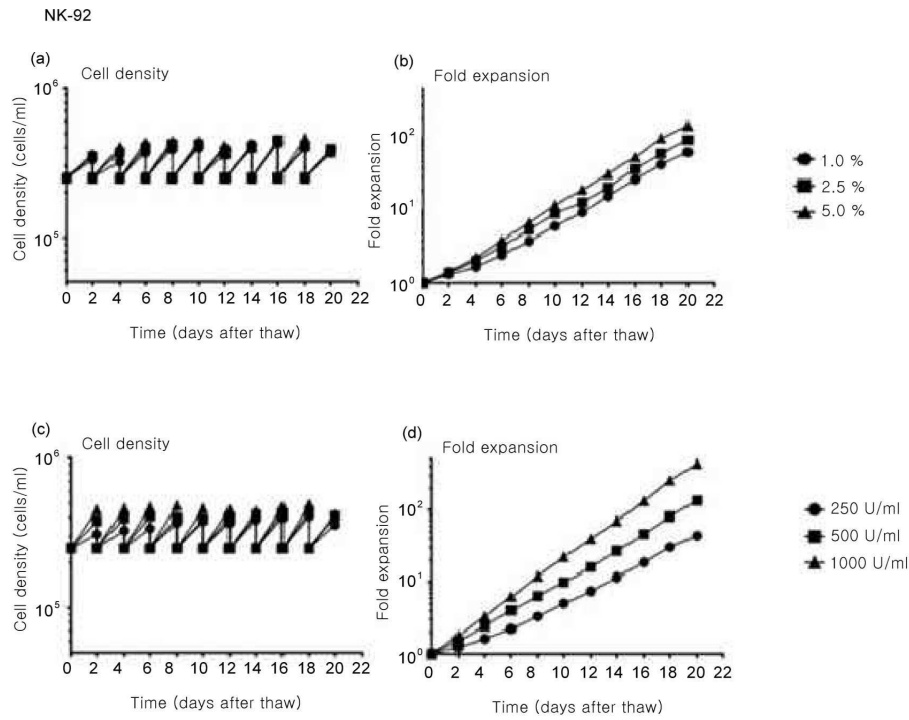 NK-92
(a)
Cell density
Cell density (cells/ml)
10^6
10^5
0 2 4 6 8 10 12 14 16 18 20 22
Time (days after thaw)
(b)
Fold expansion
Fold expansion
10^2
10^1
10^0
0 2 4 6 8 10 12 14 16 18 20 22
Time (days after thaw)
1.0 %
2.5 %
5.0 %
(c)
Cell density
Cell density (cells/ml)
10^6
10^5
0 2 4 6 8 10 12 14 16 18 20 22
Time (days after thaw)
(d)
Fold expansion
Fold expansion
10^2
10^1
10^0
0 2 4 6 8 10 12 14 16 18 20 22
Time (days after thaw)
250 U/ml
500 U/ml
1000 U/ml